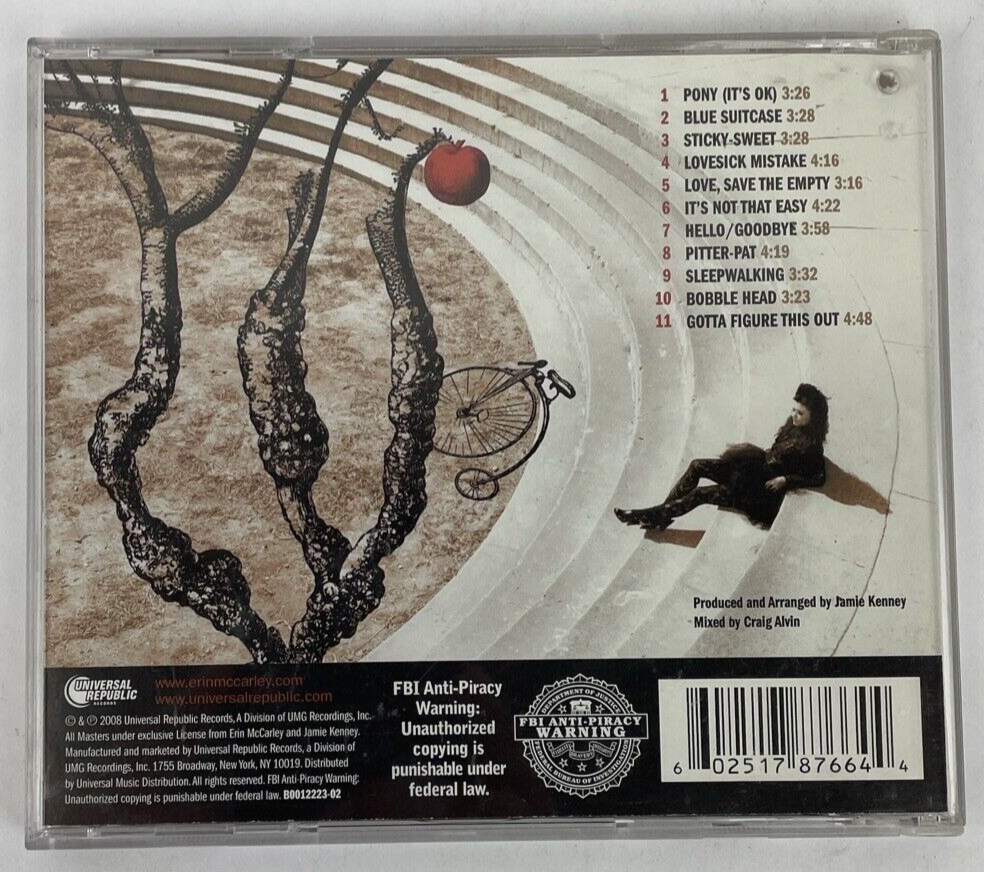 1 PONY (IT'S OK) 3:26
2 BLUE SUITCASE 3:28
3 STICKY-SWEET 3:28
4 LOVESICK MISTAKE 4:16
5 LOVE, SAVE THE EMPTY 3:16
6 IT'S NOT THAT EASY 4:22
7 HELLO/GOODBYE 3:58
8 PITTER-PAT 4:19
9 SLEEPWALKING 3:32
10 BOBBLE HEAD 3:23
11 GOTTA FIGURE THIS OUT 4:48
Produced and Arranged by Jamie Kenney
Mixed by Craig Alvin
UNIVERSAL
REPUBLIC
RECORDS
www.erinmccarley.com
www.universalrepublic.com
© & ℗ 2008 Universal Republic Records, A Division of UMG Recordings, Inc.
All Masters under exclusive License from Erin McCarley and Jamie Kenney.
Manufactured and marketed by Universal Republic Records, a Division of
UMG Recordings, Inc. 1755 Broadway, New York, NY 10019. Distributed
by Universal Music Distribution. All rights reserved. FBI Anti-Piracy Warning:
Unauthorized copying is punishable under federal law. B0012223-02
FBI Anti-Piracy
Warning:
Unauthorized
copying is
punishable under
federal law.
DEPARTMENT OF JUSTICE
FBI ANTI-PIRACY
WARNING
FEDERAL BUREAU OF INVESTIGATION
6 02517 87664 4